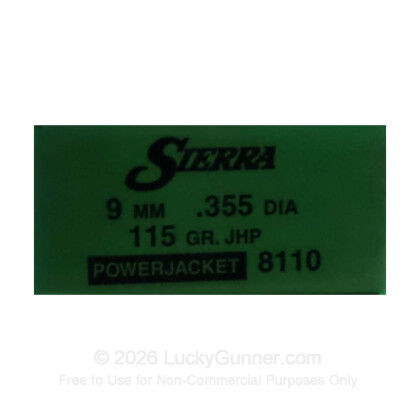 SIERRA
9 MM .355 DIA
115 GR. JHP
POWERJACKET 8110
© 2026 LuckyGunner.com
Free to Use for Non-Commercial Purposes Only